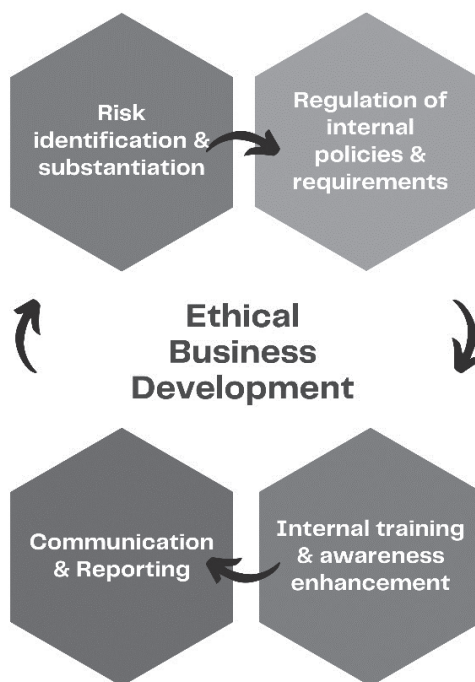 Risk
identification &
substantiation
Regulation of
internal
policies &
requirements
Ethical
Business
Development
Communication
& Reporting
Internal training
& awareness
enhancement